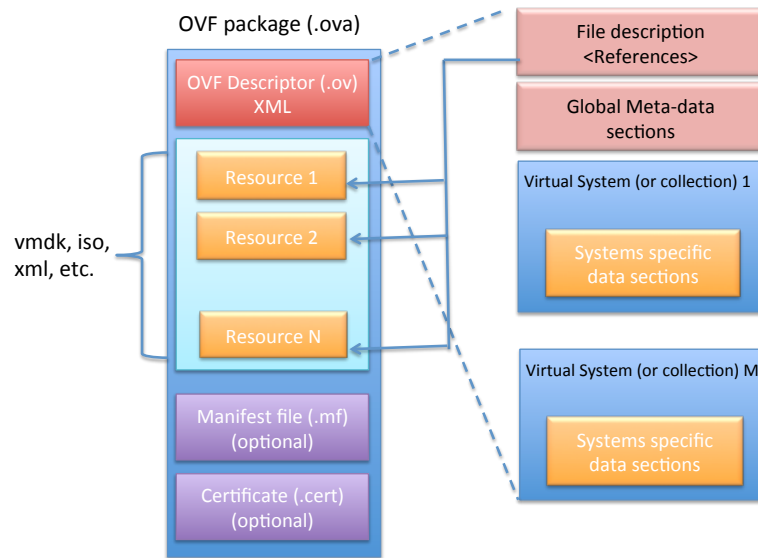 OVF package (.ova)
OVF Descriptor (.ov)
XML
Resource 1
Resource 2
Resource N
vmdk, iso,
xml, etc.
Manifest file (.mf)
(optional)
Certificate (.cert)
(optional)
File description
<References>
Global Meta-data
sections
Virtual System (or collection) 1
Systems specific
data sections
Virtual System (or collection) M
Systems specific
data sections